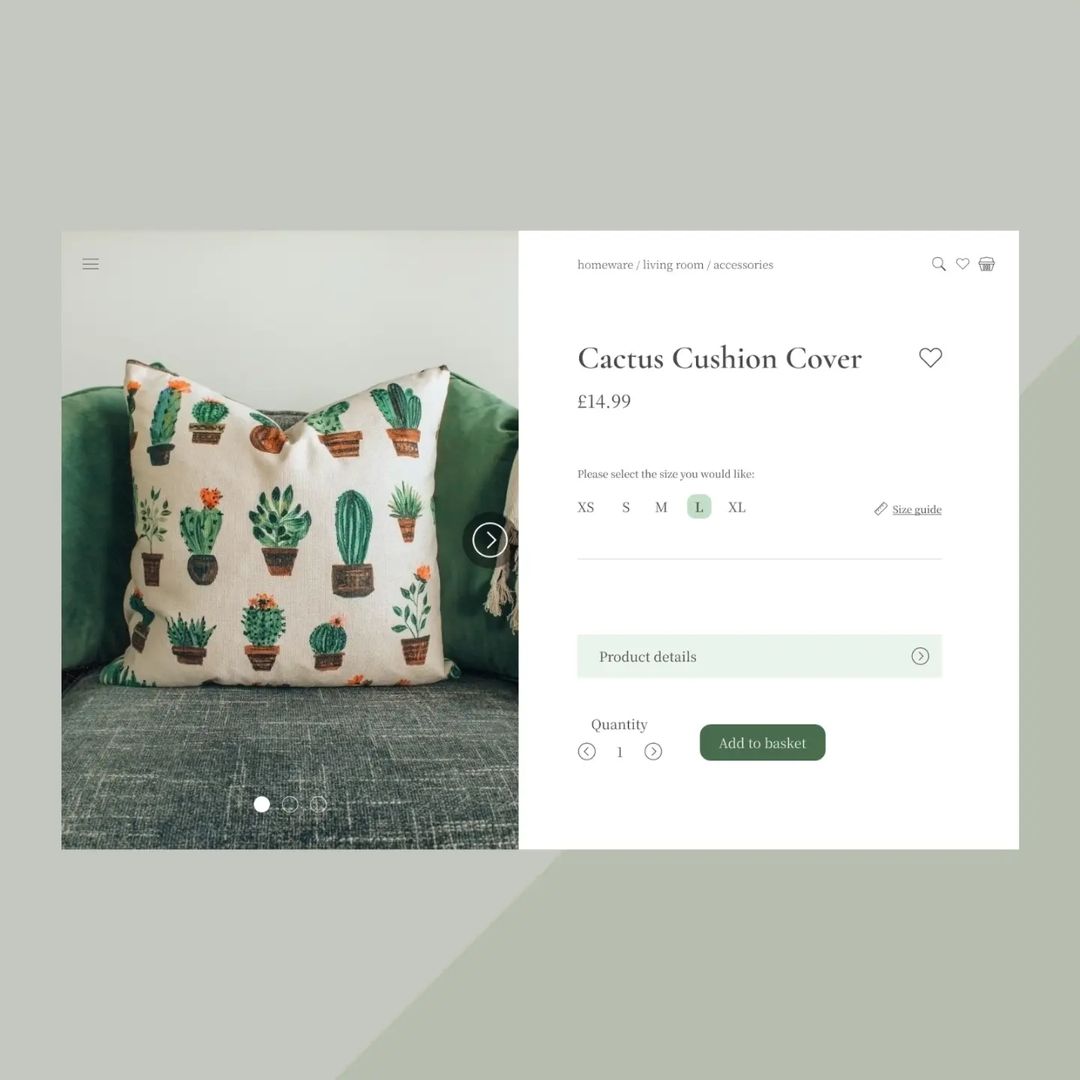 homeware / living room / accessories
Cactus Cushion Cover
£14.99
Please select the size you would like:
XS S M L XL
Size guide
Product details
Quantity
1
Add to basket